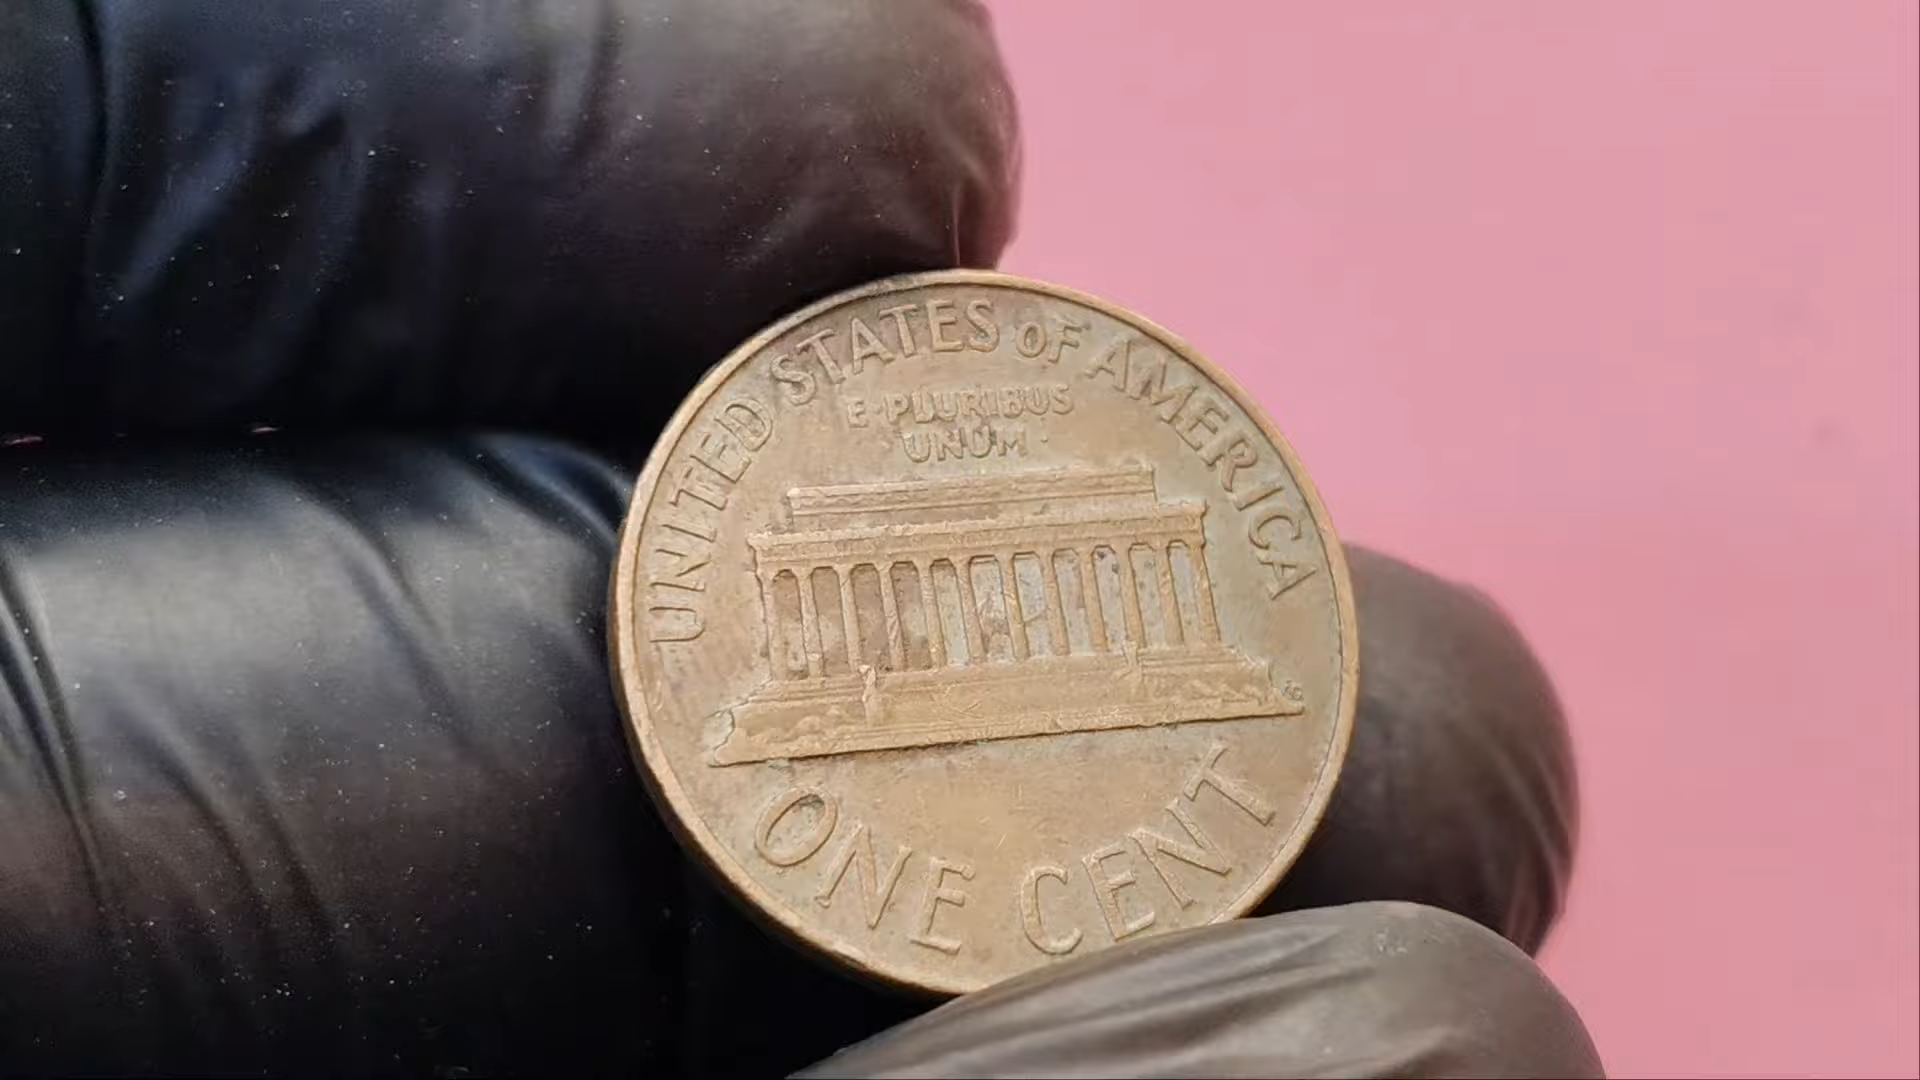 UNITED STATES OF AMERICA
E·PLURIBUS
UNUM·
ONE CENT